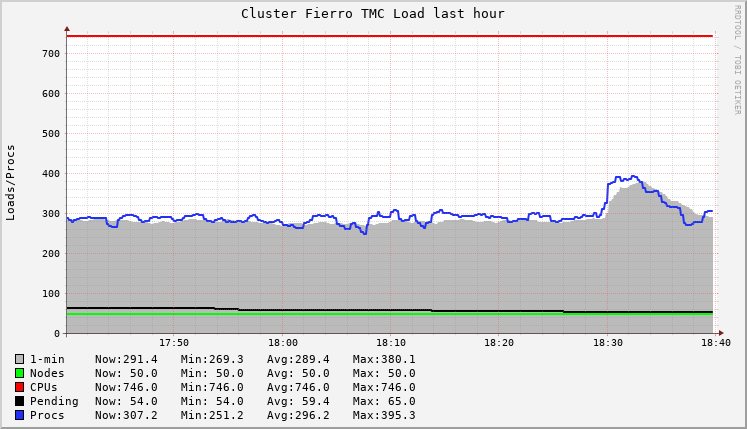 Cluster Fierro TMC Load last hour
RRDTOOL / TOBI OETIKER
Loads/Procs
700
600
500
400
300
200
100
0
17:50 18:00 18:10 18:20 18:30 18:40
1-min Now:291.4 Min:269.3 Avg:289.4 Max:380.1
Nodes Now: 50.0 Min: 50.0 Avg: 50.0 Max: 50.0
CPUs Now:746.0 Min:746.0 Avg:746.0 Max:746.0
Pending Now: 54.0 Min: 54.0 Avg: 59.4 Max: 65.0
Procs Now:307.2 Min:251.2 Avg:296.2 Max:395.3